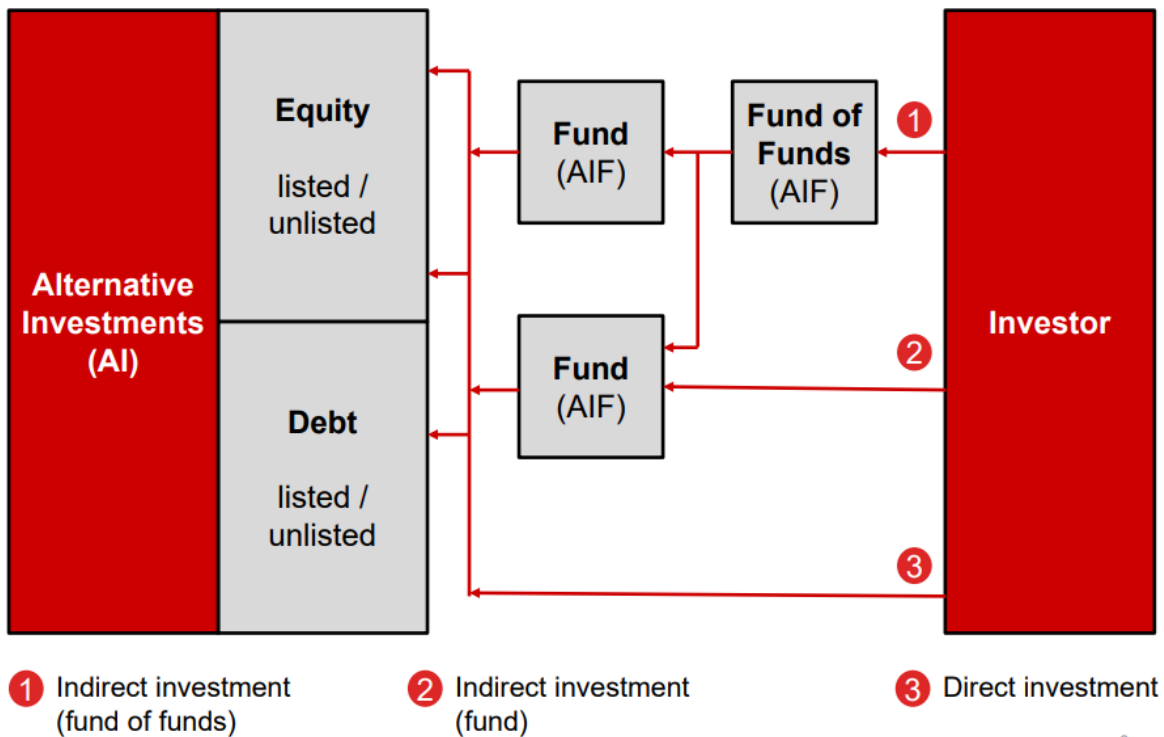 Alternative
Investments
(AI)
Equity
listed /
unlisted
Debt
listed /
unlisted
Fund
(AIF)
Fund
(AIF)
Fund of
Funds
(AIF)
1
2
3
Investor
1 Indirect investment
(fund of funds)
2 Indirect investment
(fund)
3 Direct investment